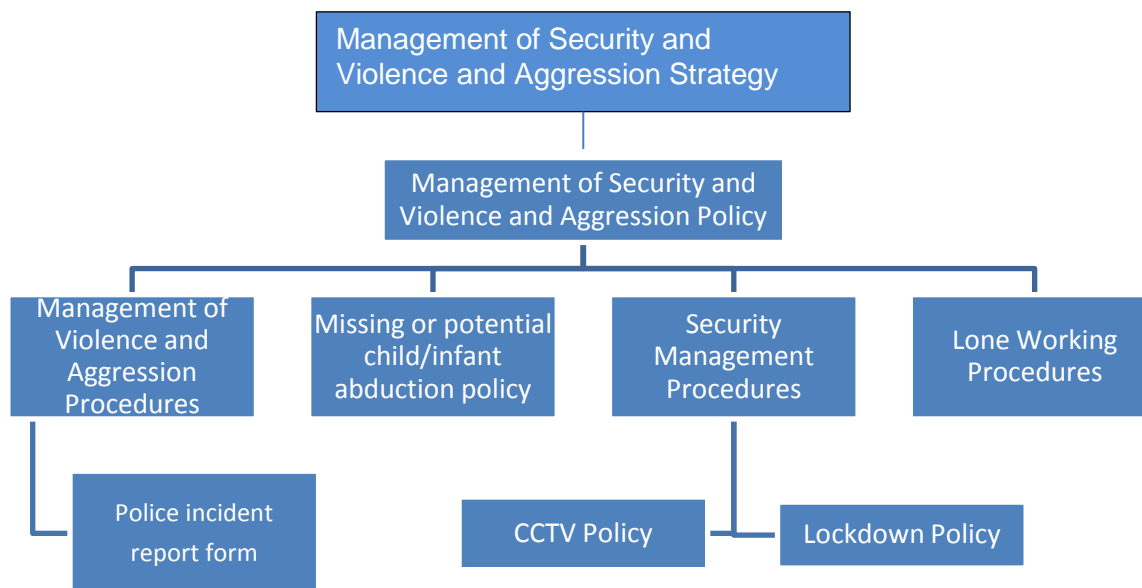 Management of Security and
Violence and Aggression Strategy
Management of Security and
Violence and Aggression Policy
Management of
Violence and
Aggression
Procedures
Missing or potential
child/infant
abduction policy
Security
Management
Procedures
Lone Working
Procedures
Police incident
report form
CCTV Policy
Lockdown Policy